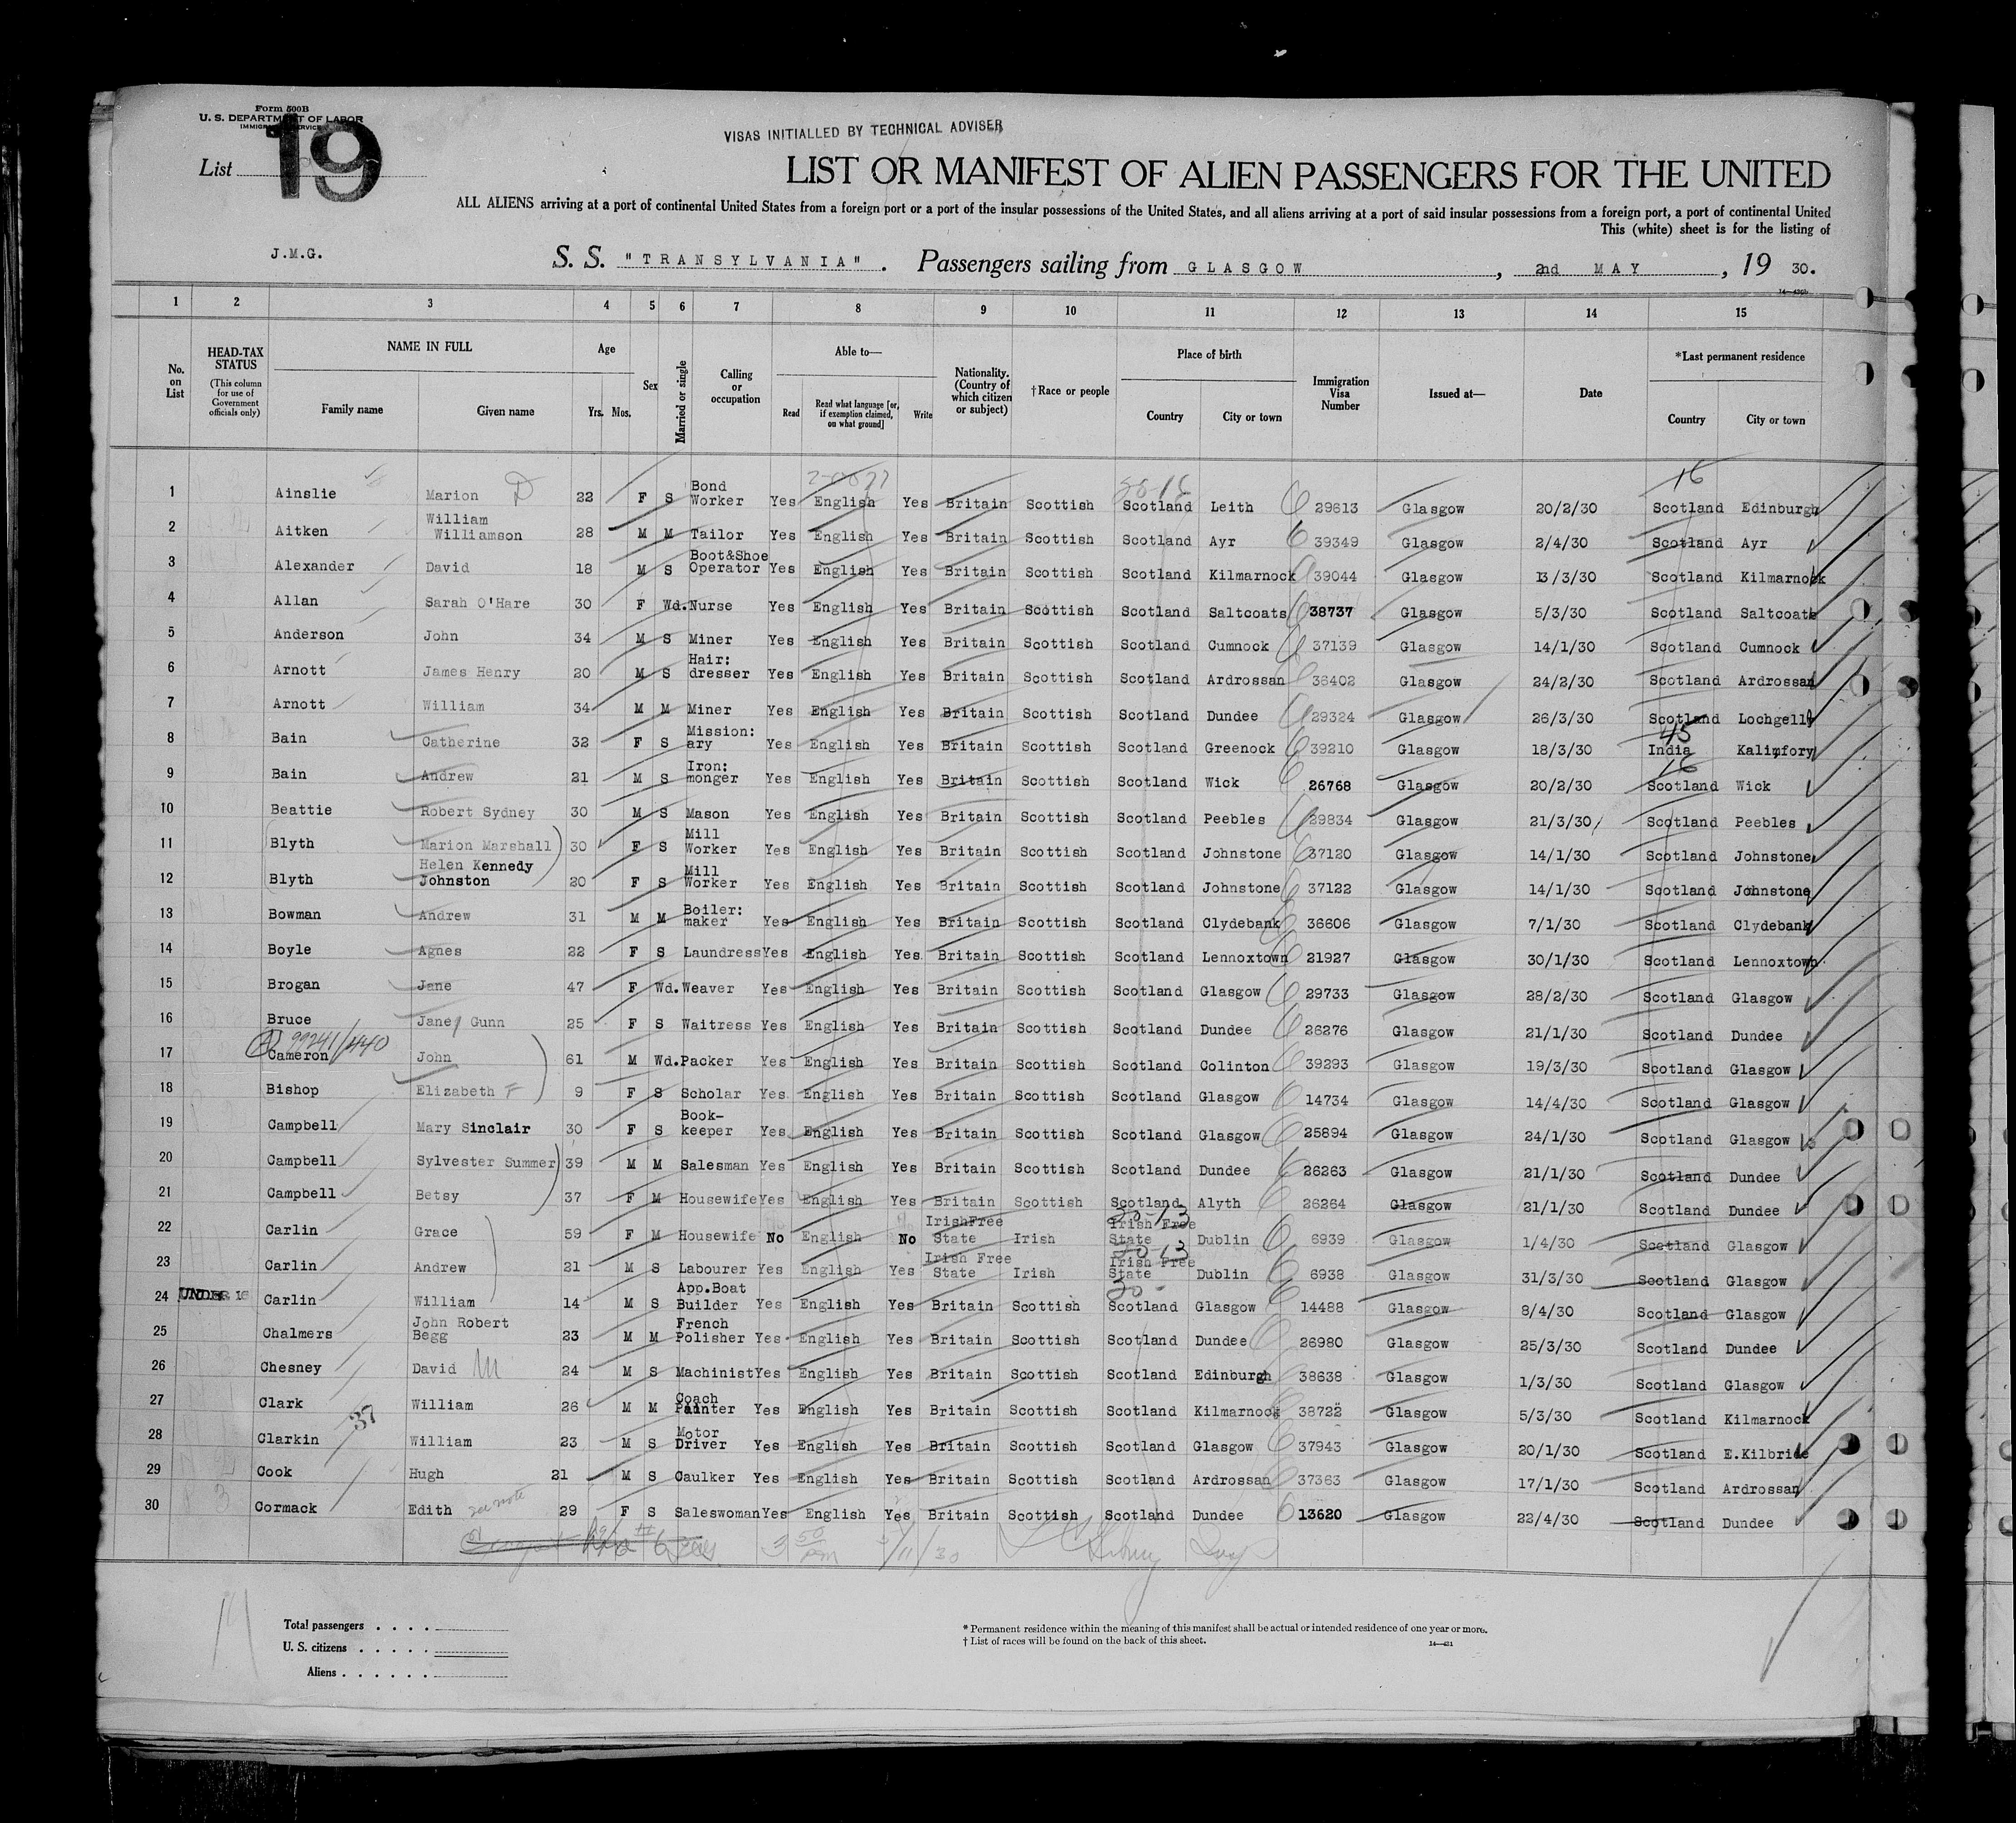 Form 500B
U. S. DEPARTMENT OF LABOR
IMMIGRATION SERVICE
List 19
VISAS INITIALLED BY TECHNICAL ADVISER
LIST OR MANIFEST OF ALIEN PASSENGERS FOR THE UNITED
ALL ALIENS arriving at a port of continental United States from a foreign port or a port of the insular possessions of the United States, and all aliens arriving at a port of said insular possessions from a foreign port, a port of continental United
This (white) sheet is for the listing of
J.M.G. S. S. "TRANSYLVANIA". Passengers sailing from GLASGOW, 2nd MAY, 19 30.
1 2 3 4 5 6 7 8 9 10 11 12 13 14 15
No. on List HEAD-TAX STATUS (This column for use of Government officials only) NAME IN FULL Family name Given name Age Yrs. Mos. Sex Married or single Calling or occupation Able to— Read Read what language [or, if exemption claimed, on what ground] Write Nationality. (Country of which citizen or subject) †Race or people Place of birth Country City or town Immigration Visa Number Issued at— Date *Last permanent residence Country City or town
1 Ainslie Marion 22 F S Bond Worker Yes English Yes Britain Scottish Scotland Leith 29613 Glasgow 20/2/30 16 Scotland Edinburgh
2 Aitken William Williamson 28 M M Tailor Yes English Yes Britain Scottish Scotland Ayr 39349 Glasgow 2/4/30 Scotland Ayr
3 Alexander David 18 M S Boot&Shoe Operator Yes English Yes Britain Scottish Scotland Kilmarnock 39044 Glasgow 13/3/30 Scotland Kilmarnock
4 Allan Sarah O'Hare 30 F Wd. Nurse Yes English Yes Britain Scottish Scotland Saltcoats 38737 Glasgow 5/3/30 Scotland Saltcoats
5 Anderson John 34 M S Miner Yes English Yes Britain Scottish Scotland Cumnock 37139 Glasgow 14/1/30 Scotland Cumnock
6 Arnott James Henry 20 M S Hair: dresser Yes English Yes Britain Scottish Scotland Ardrossan 36402 Glasgow 24/2/30 Scotland Ardrossan
7 Arnott William 34 M M Miner Yes English Yes Britain Scottish Scotland Dundee 29324 Glasgow 26/3/30 Scotland Lochgelly
8 Bain Catherine 32 F S Mission: ary Yes English Yes Britain Scottish Scotland Greenock 39210 Glasgow 18/3/30 45 India
9 Bain Andrew 21 M S Iron: monger Yes English Yes Britain Scottish Scotland Wick 26768 Glasgow 20/2/30 16 Scotland Wick
10 Beattie Robert Sydney 30 M S Mason Yes English Yes Britain Scottish Scotland Peebles 29834 Glasgow 21/3/30 Scotland Peebles
11 Blyth Marion Marshall 30 F S Mill Worker Yes English Yes Britain Scottish Scotland Johnstone 37120 Glasgow 14/1/30 Scotland Johnstone
12 Blyth Helen Kennedy Johnston 20 F S Mill Worker Yes English Yes Britain Scottish Scotland Johnstone 37122 Glasgow 14/1/30 Scotland Johnstone
13 Bowman Andrew 31 M M Boiler: maker Yes English Yes Britain Scottish Scotland Clydebank 36606 Glasgow 7/1/30 Scotland Clydebank
14 Boyle Agnes 22 F S Laundress Yes English Yes Britain Scottish Scotland Lennoxtown 21927 Glasgow 30/1/30 Scotland Lennoxtown
15 Brogan Jane 47 F Wd. Weaver Yes English Yes Britain Scottish Scotland Glasgow 29733 Glasgow 28/2/30 Scotland Glasgow
16 Bruce Jane Gunn 25 F S Waitress Yes English Yes Britain Scottish Scotland Dundee 26276 Glasgow 21/1/30 Scotland Dundee
99241/440
17 Cameron John 61 M Wd. Packer Yes English Yes Britain Scottish Scotland Colinton 39293 Glasgow 19/3/30 Scotland Glasgow
18 Bishop Elizabeth F 9 F S Scholar Yes English Yes Britain Scottish Scotland Glasgow 14734 Glasgow 14/4/30 Scotland Glasgow
19 Campbell Mary Sinclair 30 F S Book-keeper Yes English Yes Britain Scottish Scotland Glasgow 25894 Glasgow 24/1/30 Scotland Glasgow
20 Campbell Sylvester Summer 39 M M Salesman Yes English Yes Britain Scottish Scotland Dundee 26263 Glasgow 21/1/30 Scotland Dundee
21 Campbell Betsy 37 F M Housewife Yes English Yes Britain Scottish Scotland Alyth 26264 Glasgow 21/1/30 Scotland Dundee
22 Carlin Grace 59 F M Housewife No English No Irish Free State Irish Irish Free State Dublin 6939 Glasgow 1/4/30 Scotland Glasgow
23 Carlin Andrew 21 M S Labourer Yes English Yes Irish Free State Irish Irish Free State Dublin 6938 Glasgow 31/3/30 Scotland Glasgow
24 UNDER 16 Carlin William 14 M S App.Boat Builder Yes English Yes Britain Scottish Scotland Glasgow 14488 Glasgow 8/4/30 Scotland Glasgow
25 Chalmers John Robert Begg 23 M M French Polisher Yes English Yes Britain Scottish Scotland Dundee 26980 Glasgow 25/3/30 Scotland Dundee
26 Chesney David M 24 M S Machinist Yes English Yes Britain Scottish Scotland Edinburgh 38638 Glasgow 1/3/30 Scotland Glasgow
27 Clark William 26 M M Coach Painter Yes English Yes Britain Scottish Scotland Kilmarnock 38722 Glasgow 5/3/30 Scotland Kilmarnock
28 Clarkin 37 William 23 M S Motor Driver Yes English Yes Britain Scottish Scotland Glasgow 37943 Glasgow 20/1/30 Scotland E.Kilbride
29 Cook Hugh 21 M S Caulker Yes English Yes Britain Scottish Scotland Ardrossan 37363 Glasgow 17/1/30 Scotland Ardrossan
30 Cormack Edith see note 29 F S Saleswoman Yes English Yes Britain Scottish Scotland Dundee 13620 Glasgow 22/4/30 Scotland Dundee
Total passengers . . . .
U. S. citizens . . . . .
Aliens . . . . . .
* Permanent residence within the meaning of this manifest shall be actual or intended residence of one year or more.
† List of races will be found on the back of this sheet.
14—421